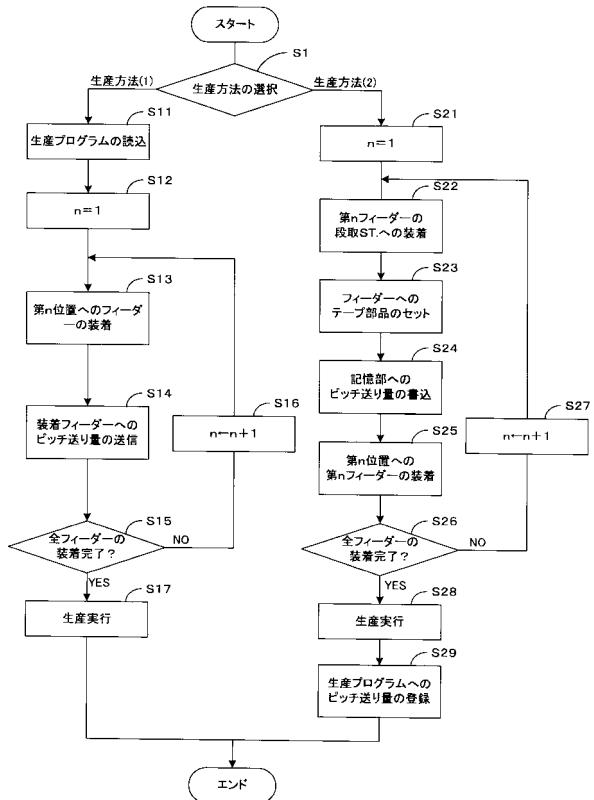 スタート
S1
生産方法の選択
生産方法(1)
生産方法(2)
S11
生産プログラムの読込
S12
n=1
S13
第n位置へのフィーダ
ーの装着
S14
装着フィーダーへの
ピッチ送り量の送信
S16
n←n+1
S15
全フィーダーの
装着完了？
NO
YES
S17
生産実行
S21
n=1
S22
第nフィーダーの
段取ST.への装着
S23
フィーダーへの
テープ部品のセット
S24
記憶部への
ピッチ送り量の書込
S27
n←n+1
S25
第n位置への
第nフィーダーの装着
S26
全フィーダーの
装着完了？
NO
YES
S28
生産実行
S29
生産プログラムへの
ピッチ送り量の登録
エンド